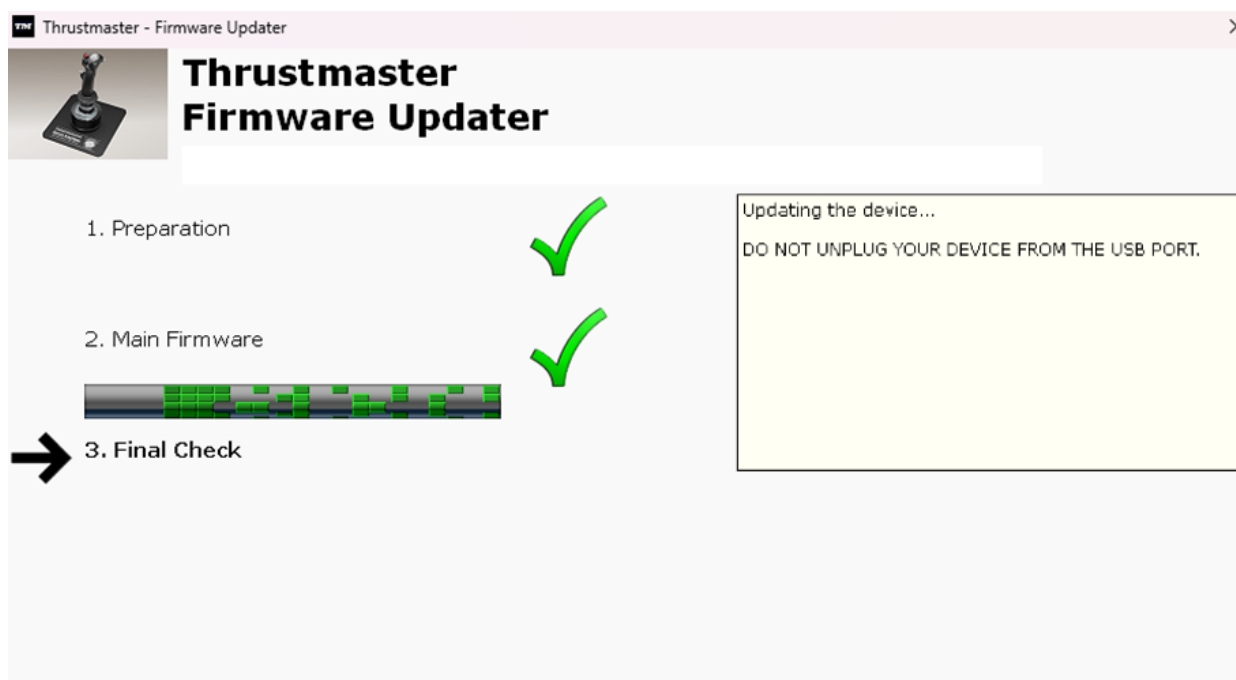 Thrustmaster - Firmware Updater
Thrustmaster
Firmware Updater
1. Preparation
2. Main Firmware
3. Final Check
Updating the device...
DO NOT UNPLUG YOUR DEVICE FROM THE USB PORT.